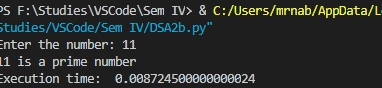 PS F:\Studies\VSCode\Sem IV> & C:/Users/mrnab/AppData/L
Studies/VSCode/Sem IV/DSA2b.py"
Enter the number: 11
11 is a prime number
Execution time:  0.008724500000000024